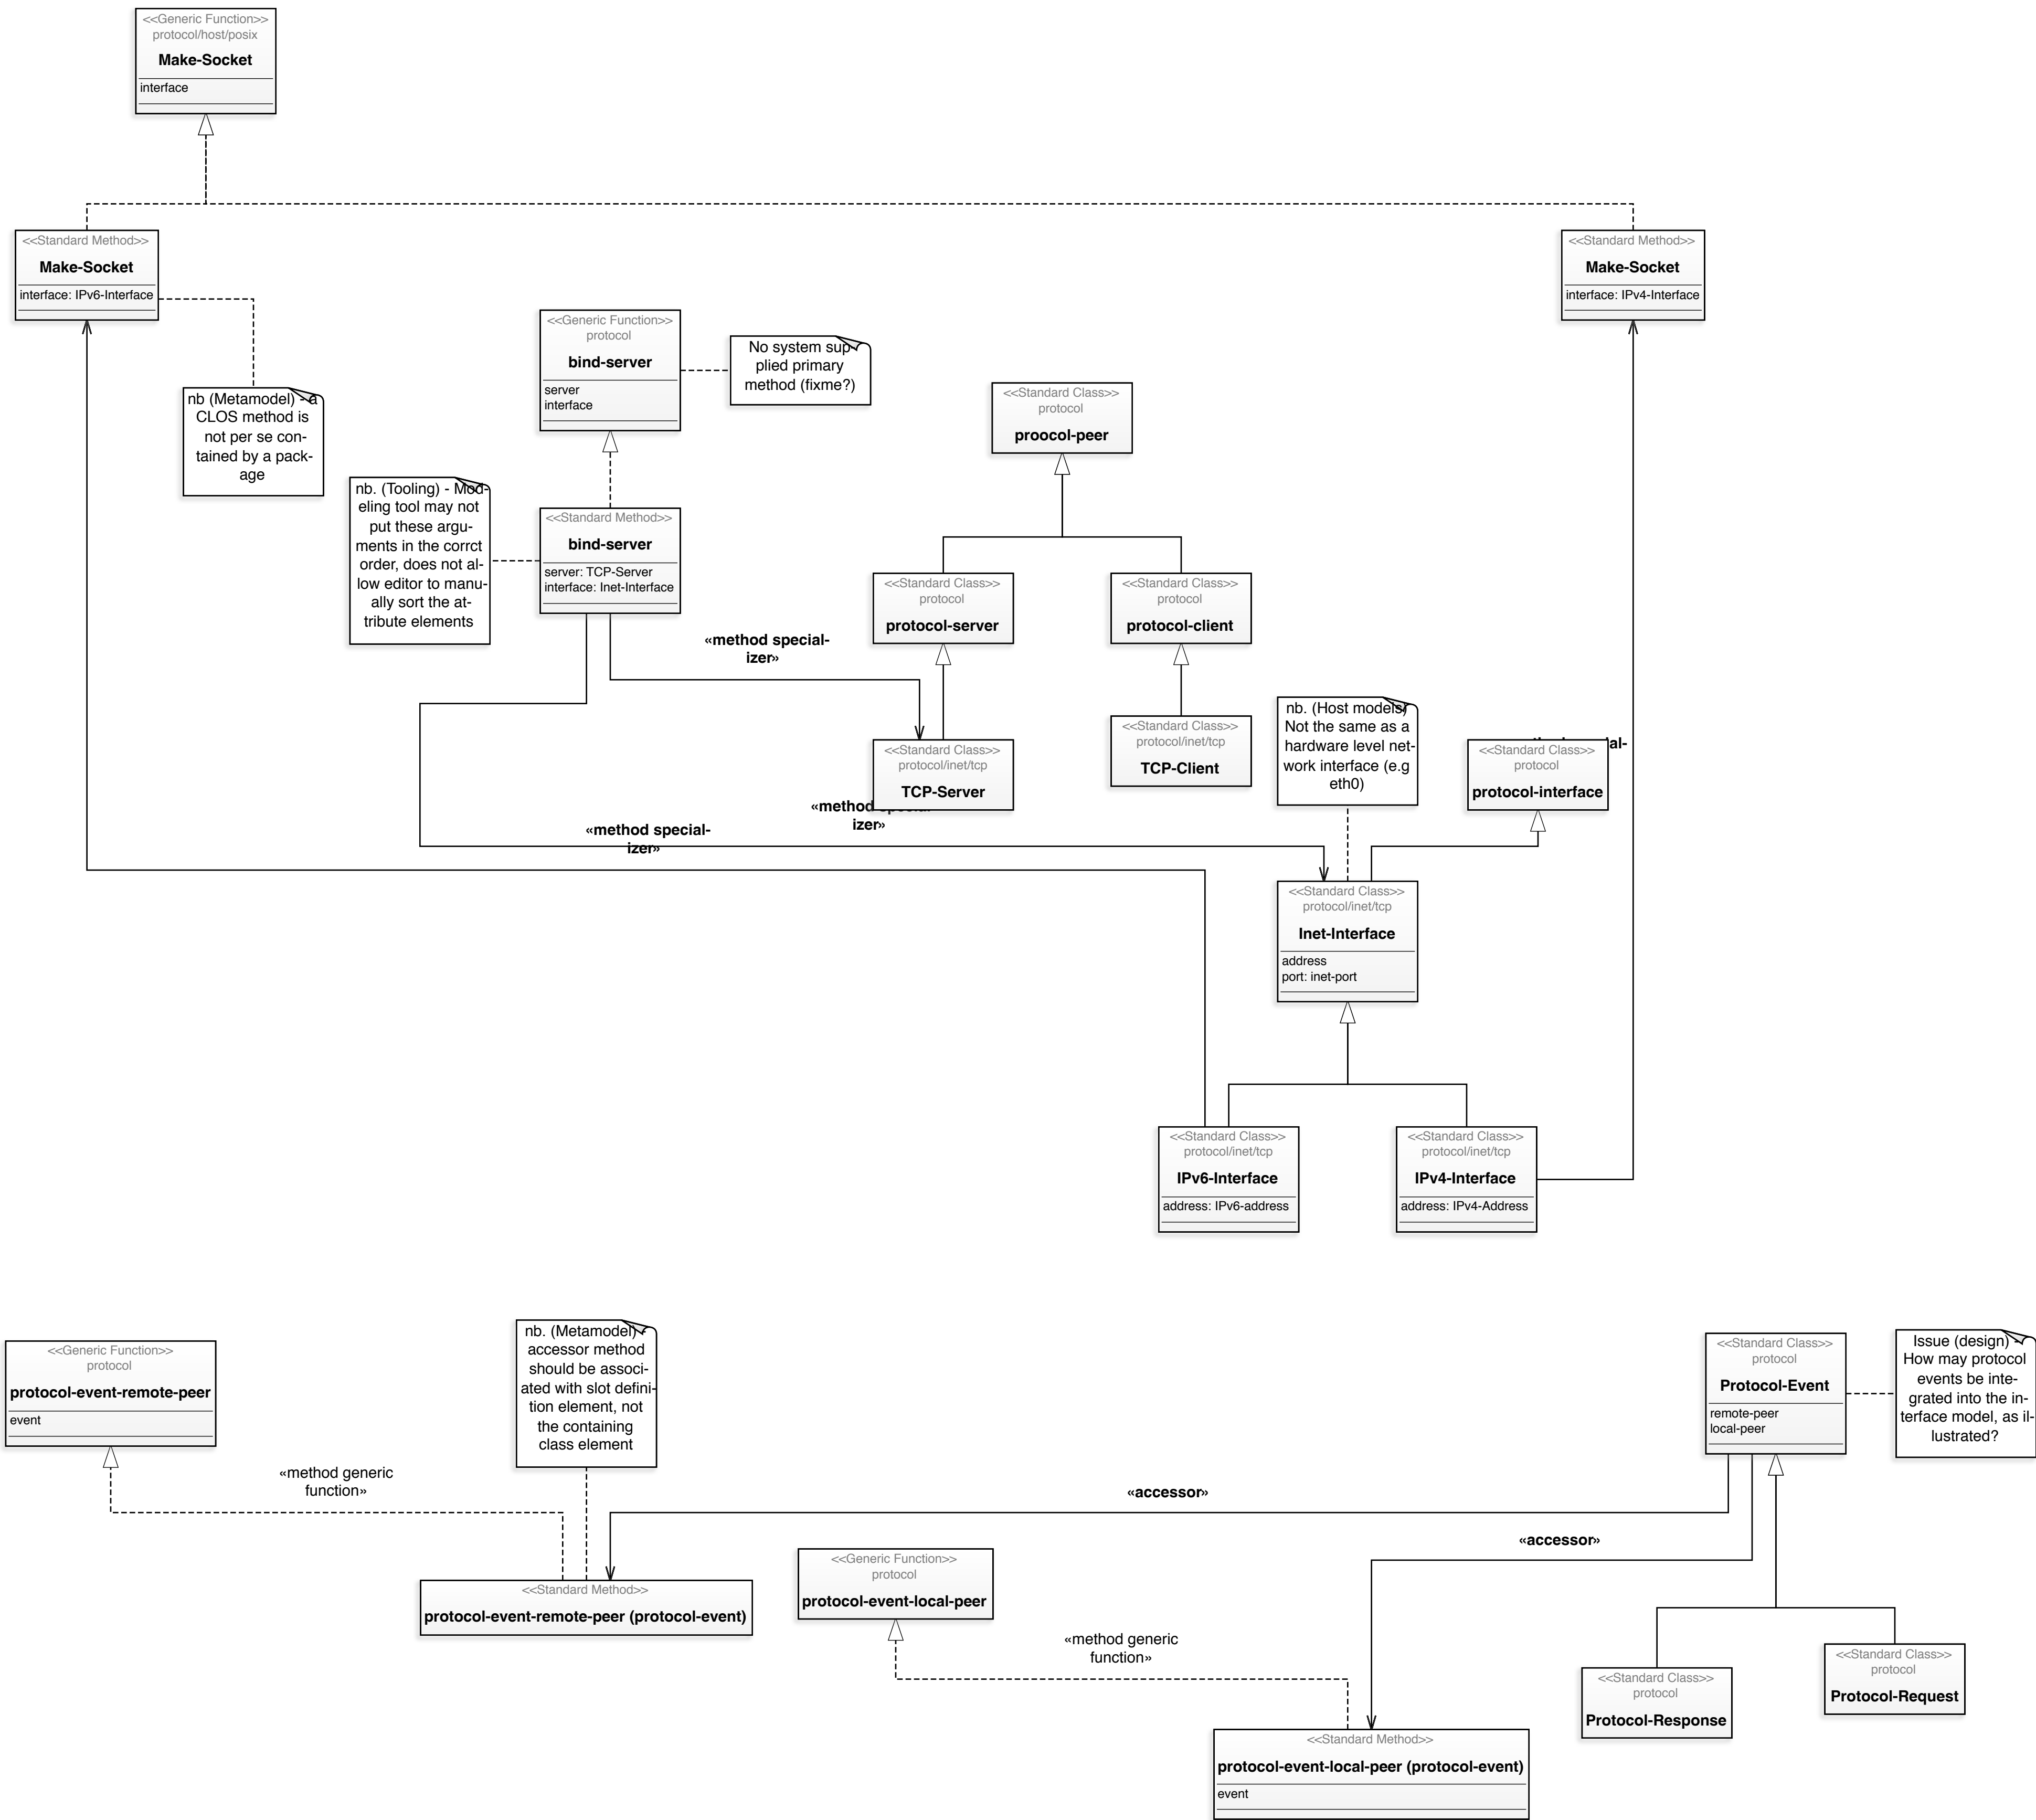 <<Generic Function>>
protocol/host/posix
Make-Socket
interface
<<Standard Method>>
Make-Socket
interface: IPv6-Interface
<<Standard Method>>
Make-Socket
interface: IPv4-Interface
nb (Metamodel) - a
CLOS method is
not per se con-
tained by a pack-
age
<<Generic Function>>
protocol
bind-server
server
interface
No system sup-
plied primary
method (fixme?)
nb. (Tooling) - Mod-
eling tool may not
put these argu-
ments in the corrct
order, does not al-
low editor to manu-
ally sort the at-
tribute elements
<<Standard Method>>
bind-server
server: TCP-Server
interface: Inet-Interface
<<Standard Class>>
protocol
proocol-peer
<<Standard Class>>
protocol
protocol-server
<<Standard Class>>
protocol
protocol-client
«method special-
izer»
<<Standard Class>>
protocol/inet/tcp
TCP-Server
<<Standard Class>>
protocol/inet/tcp
TCP-Client
nb. (Host models)
Not the same as a
hardware level net-
work interface (e.g
eth0)
al-
<<Standard Class>>
protocol
protocol-interface
«method special-
izer»
«method special-
izer»
<<Standard Class>>
protocol/inet/tcp
Inet-Interface
address
port: inet-port
<<Standard Class>>
protocol/inet/tcp
IPv6-Interface
address: IPv6-address
<<Standard Class>>
protocol/inet/tcp
IPv4-Interface
address: IPv4-Address
<<Generic Function>>
protocol
protocol-event-remote-peer
event
nb. (Metamodel) -
accessor method
should be associ-
ated with slot defini-
tion element, not
the containing
class element
<<Standard Class>>
protocol
Protocol-Event
remote-peer
local-peer
Issue (design) -
How may protocol
events be inte-
grated into the in-
terface model, as il-
lustrated?
«method generic
function»
«accessor»
«accessor»
<<Standard Method>>
protocol-event-remote-peer (protocol-event)
<<Generic Function>>
protocol
protocol-event-local-peer
«method generic
function»
<<Standard Class>>
protocol
Protocol-Response
<<Standard Class>>
protocol
Protocol-Request
<<Standard Method>>
protocol-event-local-peer (protocol-event)
event